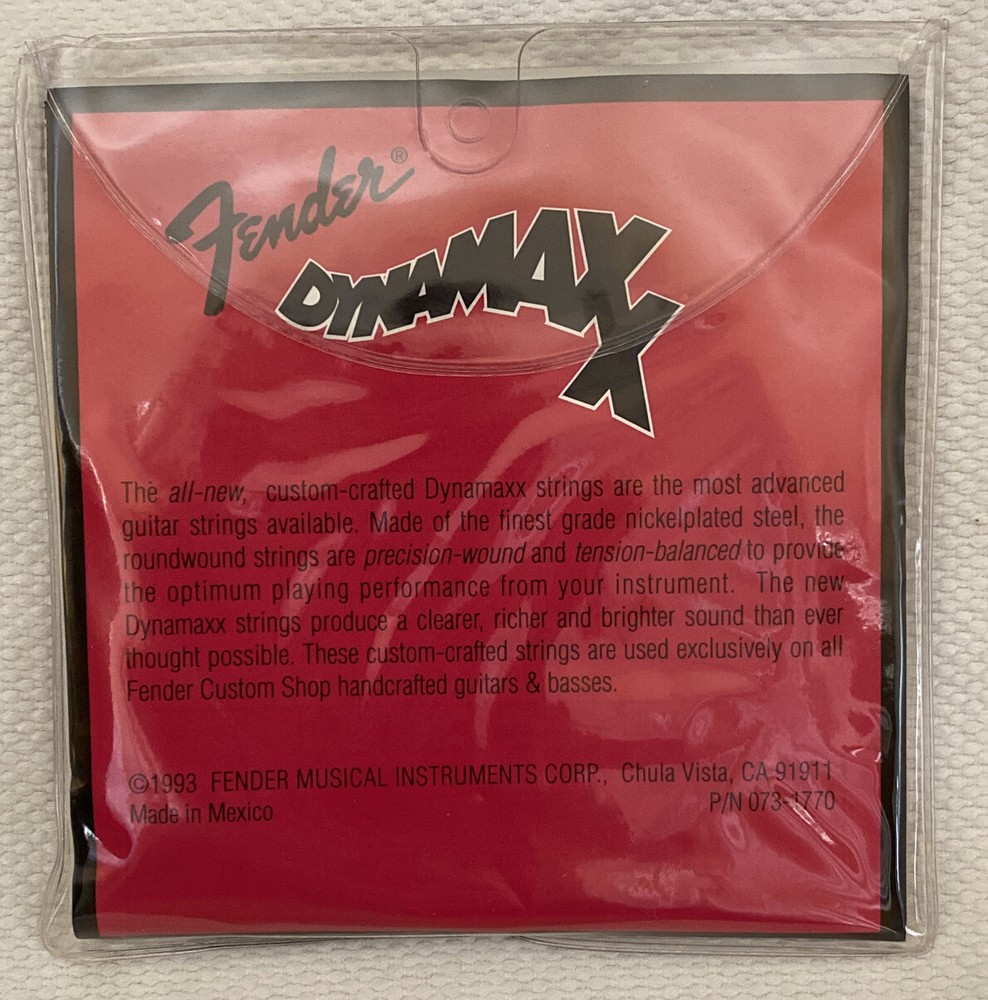 Fender®
DYNAMAXX
The all-new, custom-crafted Dynamaxx strings are the most advanced
guitar strings available. Made of the finest grade nickelplated steel, the
roundwound strings are precision-wound and tension-balanced to provide
the optimum playing performance from your instrument. The new
Dynamaxx strings produce a clearer, richer and brighter sound than ever
thought possible. These custom-crafted strings are used exclusively on all
Fender Custom Shop handcrafted guitars & basses.
©1993 FENDER MUSICAL INSTRUMENTS CORP., Chula Vista, CA 91911
Made in Mexico P/N 073-1770